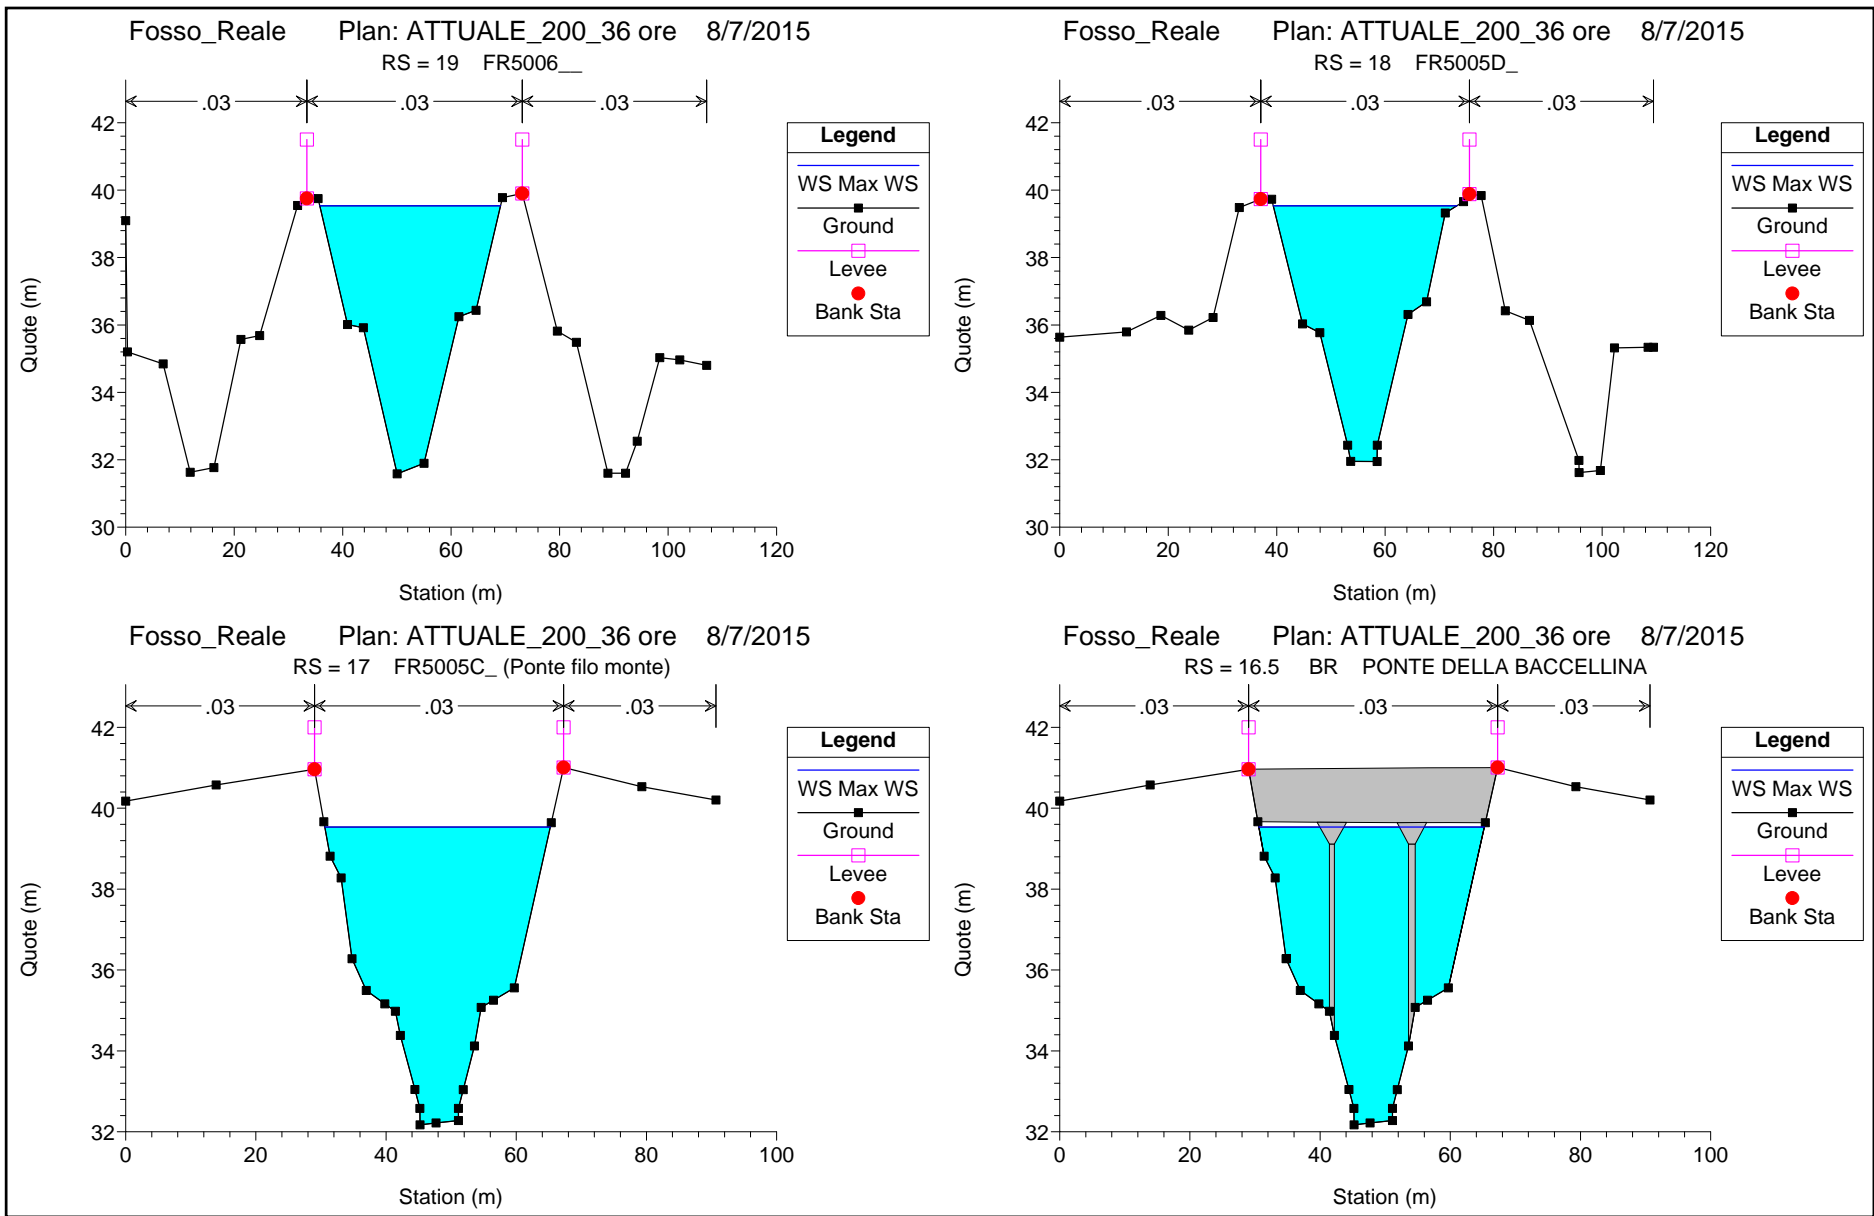 Fosso_Reale Plan: ATTUALE_200_36 ore 8/7/2015
RS = 19 FR5006__
.03 .03 .03
42
40
38
36
34
32
30
0 20 40 60 80 100 120
Station (m)
Quote (m)
Legend
WS Max WS
Ground
Levee
Bank Sta
Fosso_Reale Plan: ATTUALE_200_36 ore 8/7/2015
RS = 18 FR5005D_
.03 .03 .03
42
40
38
36
34
32
30
0 20 40 60 80 100 120
Station (m)
Quote (m)
Legend
WS Max WS
Ground
Levee
Bank Sta
Fosso_Reale Plan: ATTUALE_200_36 ore 8/7/2015
RS = 17 FR5005C_ (Ponte filo monte)
.03 .03 .03
42
40
38
36
34
32
0 20 40 60 80 100
Station (m)
Quote (m)
Legend
WS Max WS
Ground
Levee
Bank Sta
Fosso_Reale Plan: ATTUALE_200_36 ore 8/7/2015
RS = 16.5 BR PONTE DELLA BACCELLINA
.03 .03 .03
42
40
38
36
34
32
0 20 40 60 80 100
Station (m)
Quote (m)
Legend
WS Max WS
Ground
Levee
Bank Sta